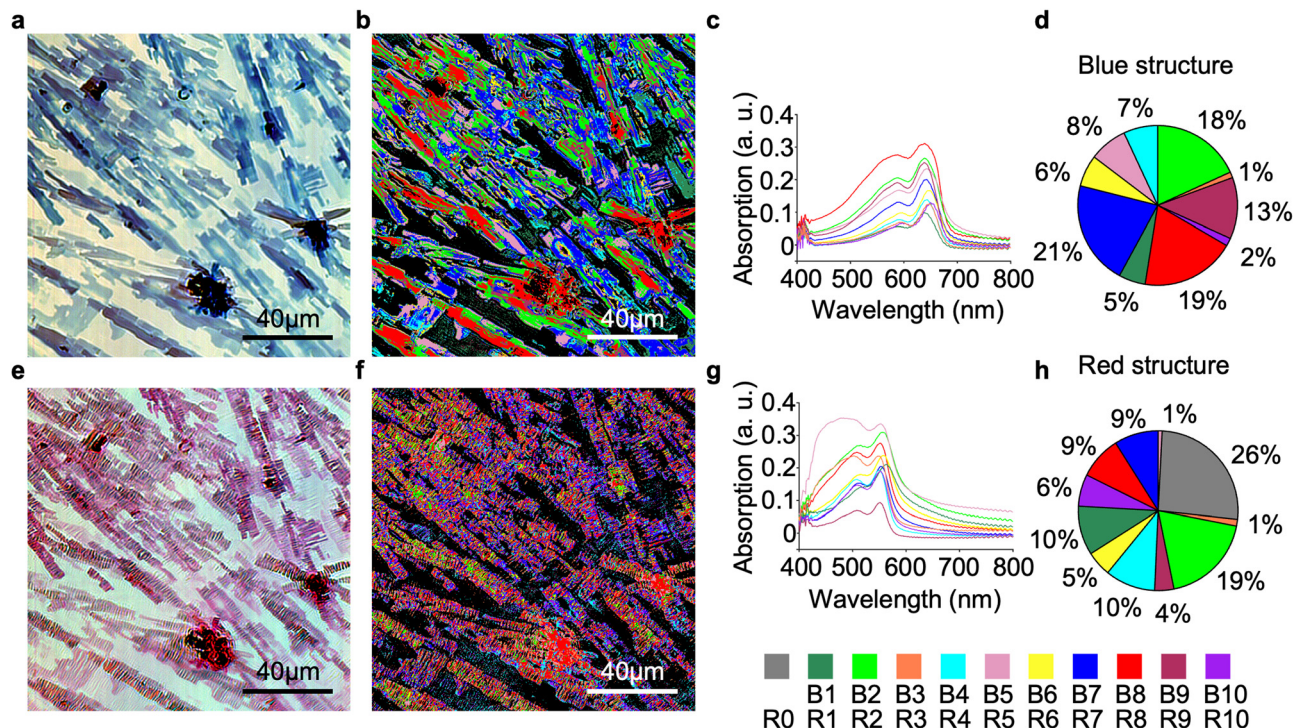 a
b
c
d
Blue structure
40µm
40µm
Absorption (a. u.)
0.4
0.3
0.2
0.1
0
400 500 600 700 800
Wavelength (nm)
7%
18%
8%
1%
6%
13%
21%
2%
5%
19%
e
f
g
h
Red structure
40µm
40µm
Absorption (a. u.)
0.4
0.3
0.2
0.1
0
400 500 600 700 800
Wavelength (nm)
9%
1%
9%
26%
6%
1%
10%
19%
5%
10%
4%
B1 B2 B3 B4 B5 B6 B7 B8 B9 B10
R0 R1 R2 R3 R4 R5 R6 R7 R8 R9 R10